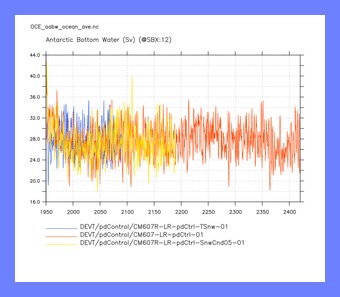 OCE_aabw_ocean_ave.nc
Antarctic Bottom Water (Sv) (@SBX:12)
44.0
40.0
36.0
32.0
28.0
24.0
20.0
16.0
1950 2000 2050 2100 2150 2200 2250 2300 2350 2400
DEVT/pdControl/CM607R-LR-pdCtrl-TSnw-01
DEVT/pdControl/CM607-LR-pdCtrl-01
DEVT/pdControl/CM607R-LR-pdCtrl-SnwCnd05-01